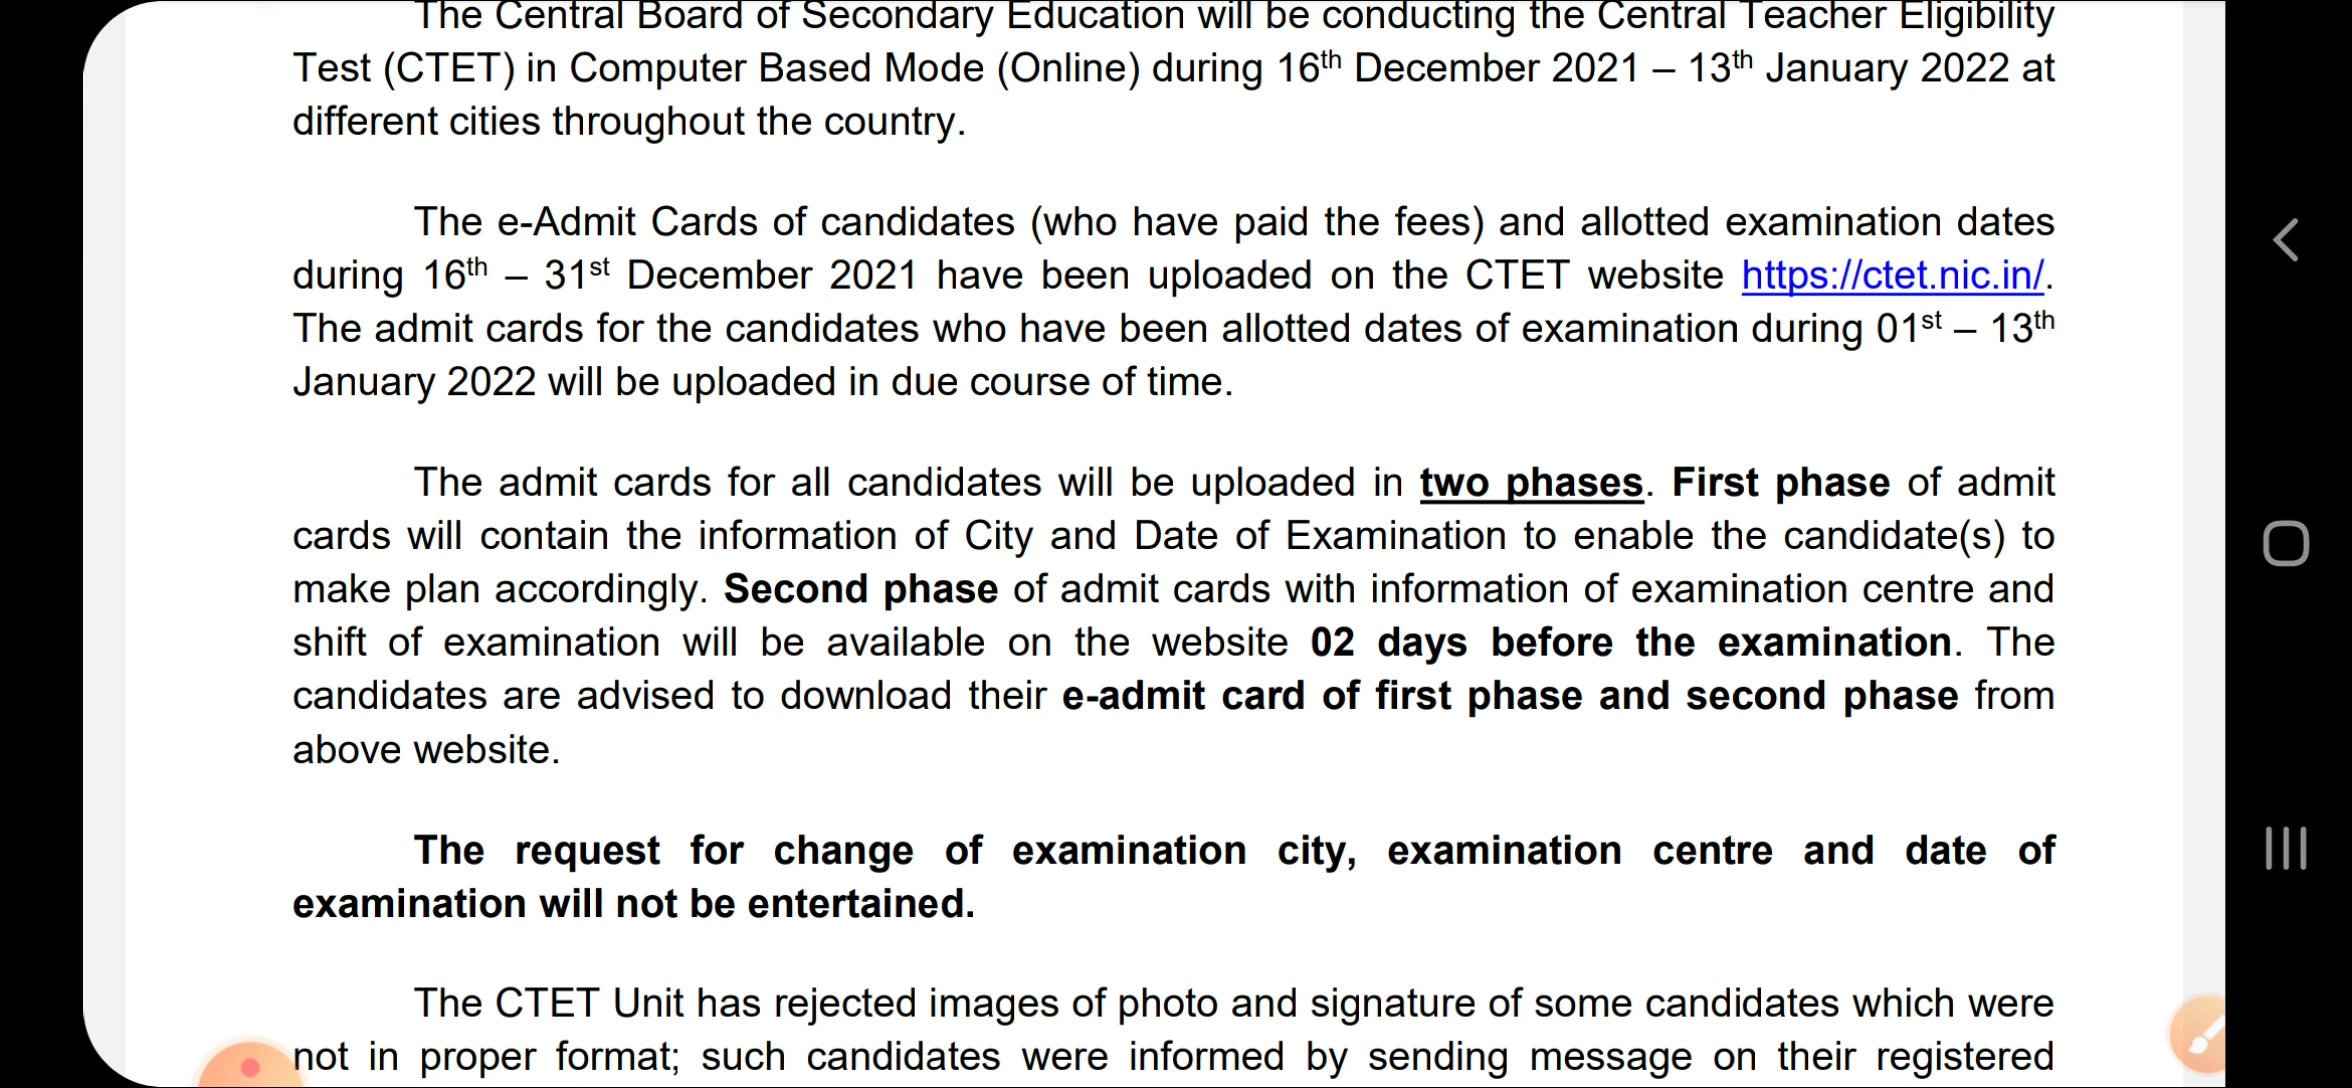 The Central Board of Secondary Education will be conducting the Central Teacher Eligibility
Test (CTET) in Computer Based Mode (Online) during 16th December 2021 – 13th January 2022 at
different cities throughout the country.
The e-Admit Cards of candidates (who have paid the fees) and allotted examination dates
during 16th – 31st December 2021 have been uploaded on the CTET website https://ctet.nic.in/.
The admit cards for the candidates who have been allotted dates of examination during 01st – 13th
January 2022 will be uploaded in due course of time.
The admit cards for all candidates will be uploaded in two phases. First phase of admit
cards will contain the information of City and Date of Examination to enable the candidate(s) to
make plan accordingly. Second phase of admit cards with information of examination centre and
shift of examination will be available on the website 02 days before the examination. The
candidates are advised to download their e-admit card of first phase and second phase from
above website.
The request for change of examination city, examination centre and date of
examination will not be entertained.
The CTET Unit has rejected images of photo and signature of some candidates which were
not in proper format; such candidates were informed by sending message on their registered